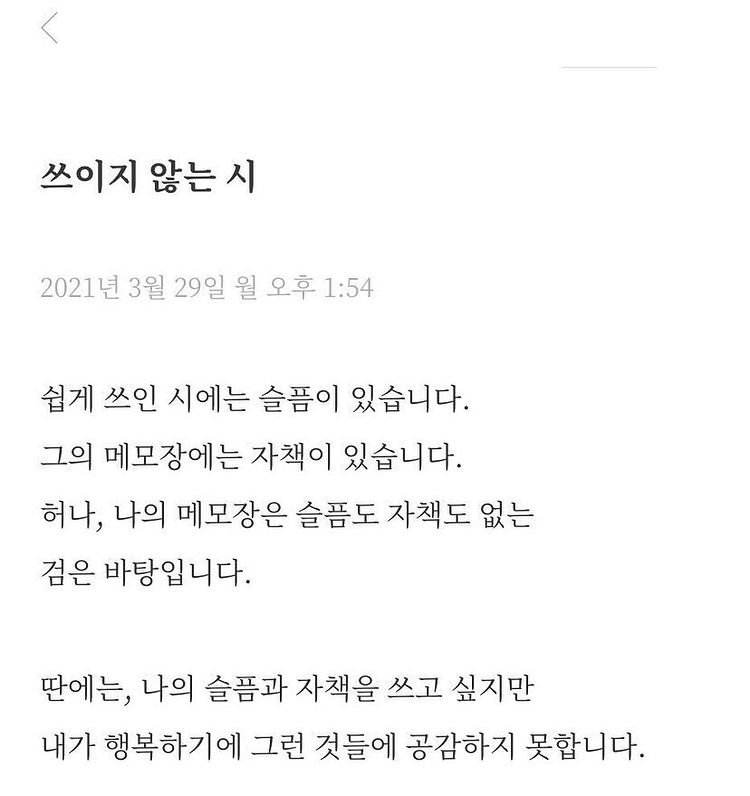 쓰이지 않는 시
2021년 3월 29일 월 오후 1:54
쉽게 쓰인 시에는 슬픔이 있습니다.
그의 메모장에는 자책이 있습니다.
허나, 나의 메모장은 슬픔도 자책도 없는
검은 바탕입니다.
딴에는, 나의 슬픔과 자책을 쓰고 싶지만
내가 행복하기에 그런 것들에 공감하지 못합니다.